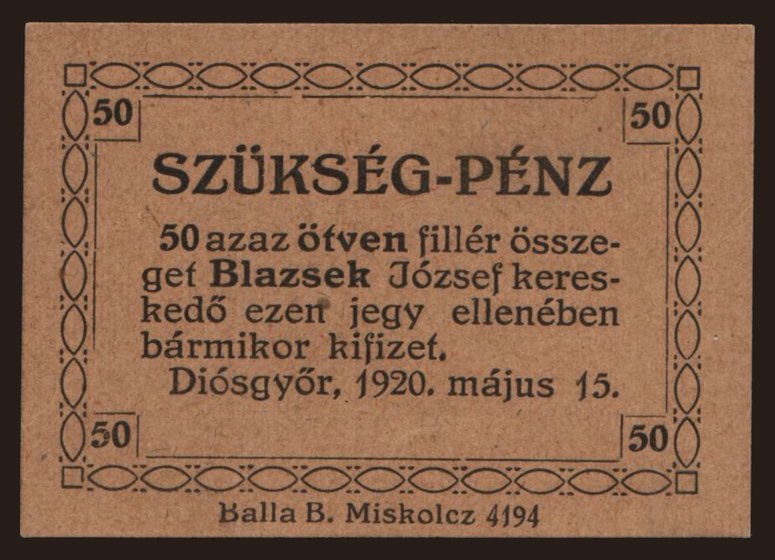 50 50
SZÜKSÉG-PÉNZ
50 azaz ötven fillér össze-
get Blazsek József keres-
kedő ezen jegy ellenében
bármikor kifizet.
Diósgyőr, 1920. május 15.
50 50
Balla B. Miskolcz 4194